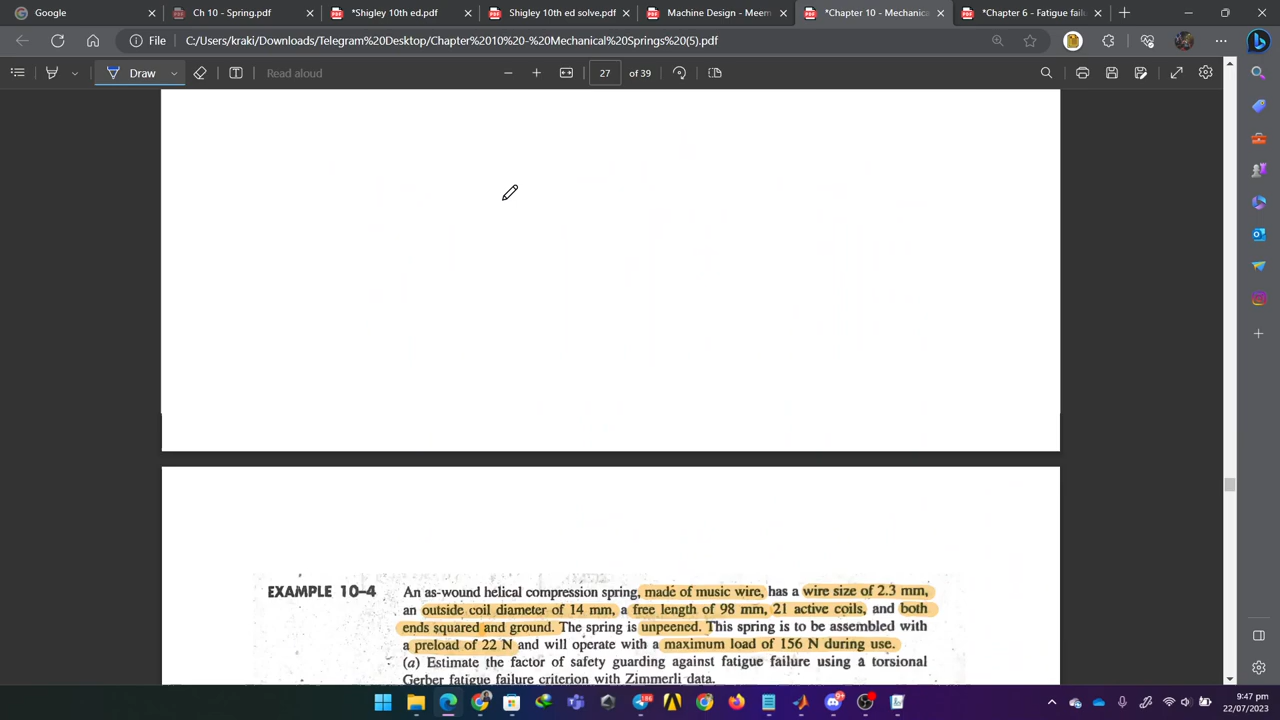 Google
Ch 10 - Spring.pdf
*Shigley 10th ed.pdf
Shigley 10th ed solve.pdf
Machine Design - Meem
*Chapter 10 - Mechanica
*Chapter 6 - Fatigue failu
File
C:/Users/kraki/Downloads/Telegram%20Desktop/Chapter%2010%20-%20Mechanical%20Springs%20(5).pdf
Draw
Read aloud
27 of 39
EXAMPLE 10–4
An as-wound helical compression spring, made of music wire, has a wire size of 2.3 mm,
an outside coil diameter of 14 mm, a free length of 98 mm, 21 active coils, and both
ends squared and ground. The spring is unpeened. This spring is to be assembled with
a preload of 22 N and will operate with a maximum load of 156 N during use.
(a) Estimate the factor of safety guarding against fatigue failure using a torsional
Gerber fatigue failure criterion with Zimmerli data.
9:47 pm
22/07/2023